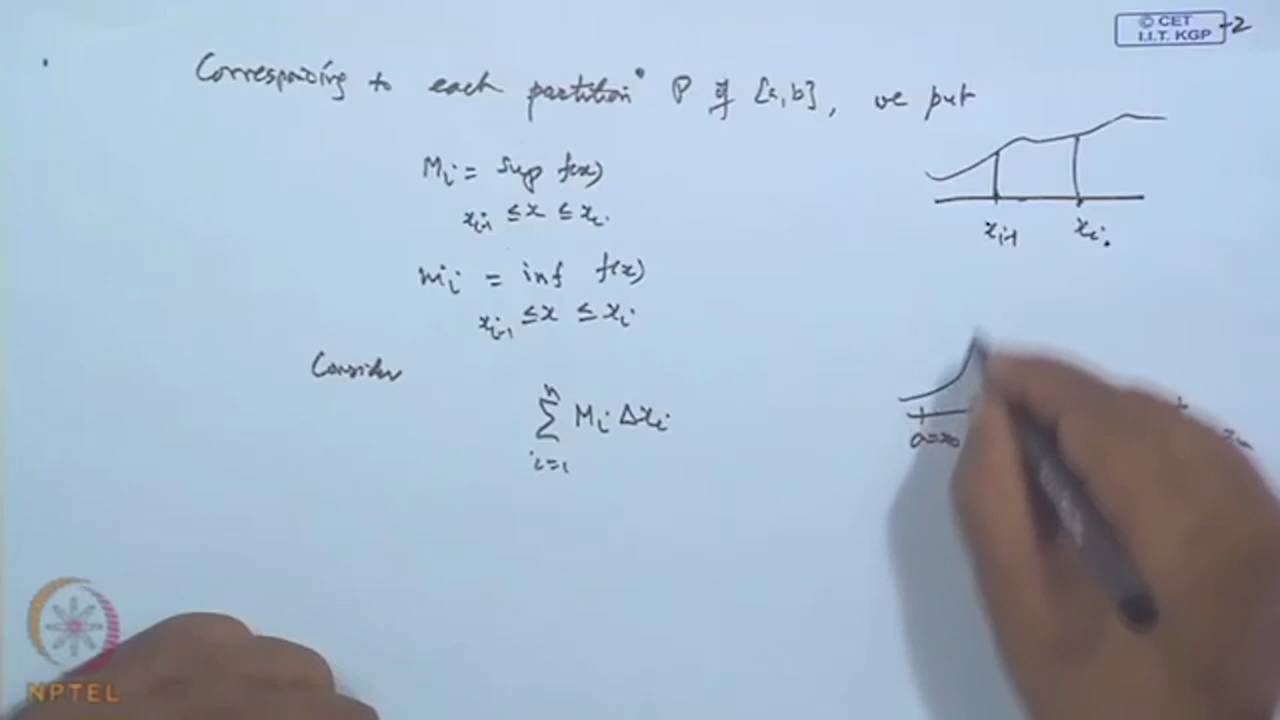 © CET
I.I.T. KGP
-2
Corresponding to each partition P of [a,b], we put
Mᵢ = Sup f(x)
xᵢ₋₁ ≤ x ≤ xᵢ
mᵢ = inf f(x)
xᵢ₋₁ ≤ x ≤ xᵢ
xᵢ₋₁ xᵢ
Consider
n
∑ Mᵢ Δxᵢ
i=1
a=x₀
NPTEL